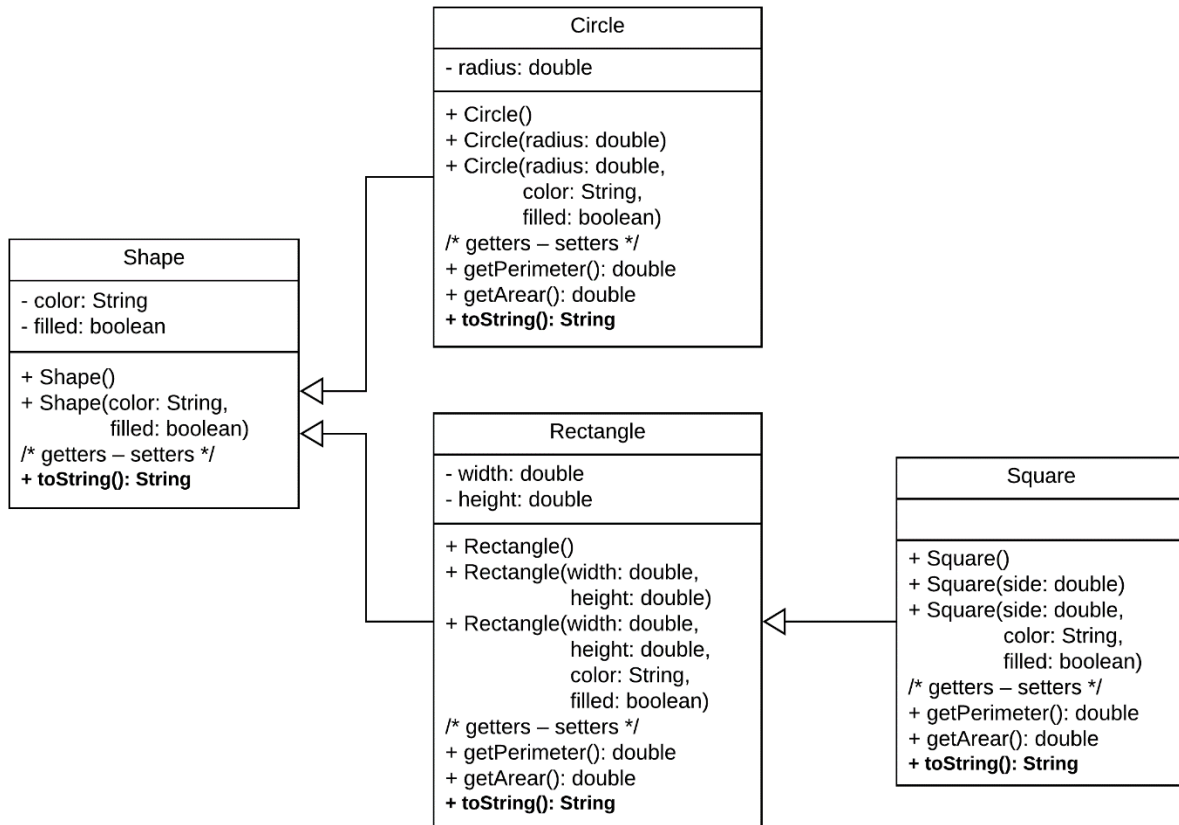 Circle
- radius: double
+ Circle()
+ Circle(radius: double)
+ Circle(radius: double,
color: String,
filled: boolean)
/* getters – setters */
+ getPerimeter(): double
+ getArear(): double
+ toString(): String
Shape
- color: String
- filled: boolean
+ Shape()
+ Shape(color: String,
filled: boolean)
/* getters – setters */
+ toString(): String
Rectangle
- width: double
- height: double
+ Rectangle()
+ Rectangle(width: double,
height: double)
+ Rectangle(width: double,
height: double,
color: String,
filled: boolean)
/* getters – setters */
+ getPerimeter(): double
+ getArear(): double
+ toString(): String
Square
+ Square()
+ Square(side: double)
+ Square(side: double,
color: String,
filled: boolean)
/* getters – setters */
+ getPerimeter(): double
+ getArear(): double
+ toString(): String